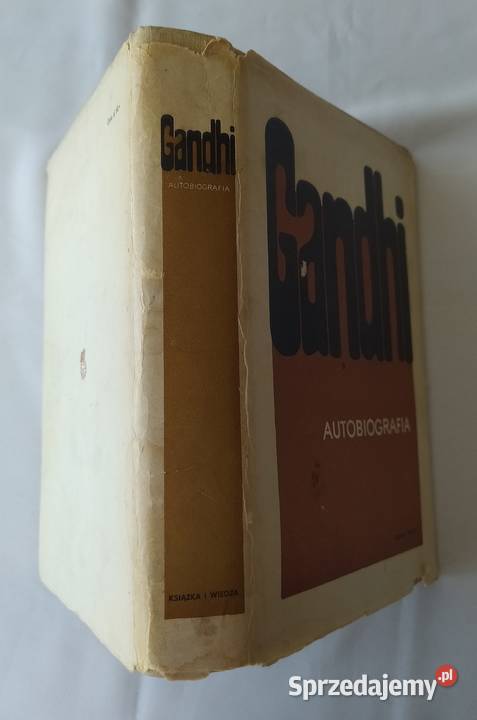 Gandhi
AUTOBIOGRAFIA
KSIĄŻKA I WIEDZA
Gandhi
AUTOBIOGRAFIA
Sprzedajemy.pl